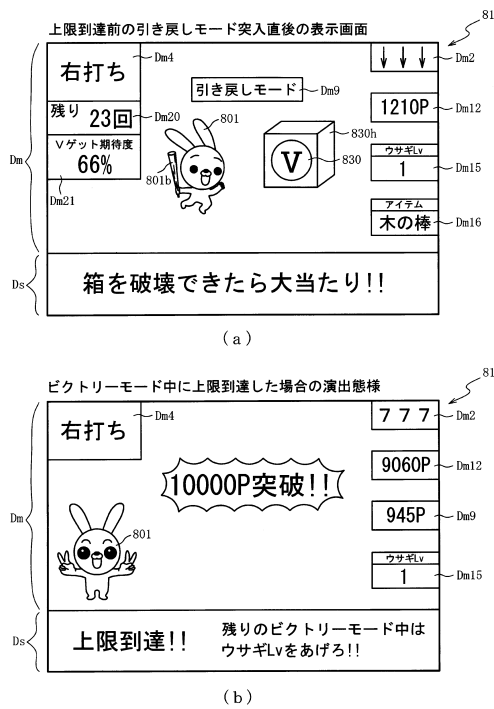 上限到達前の引き戻しモード突入直後の表示画面
81
右打ち
Dm4
残り 23回
Dm20
Vゲット期待度
66%
Dm21
引き戻しモード
Dm9
801
801b
V
830
830h
↓ ↓ ↓
Dm2
1210P
Dm12
ウサギLv
1
Dm15
アイテム
木の棒
Dm16
Dm
Ds
箱を破壊できたら大当たり!!
(a)
ビクトリーモード中に上限到達した場合の演出態様
81
右打ち
Dm4
10000P突破!!
801
7 7 7
Dm2
9060P
Dm12
945P
Dm9
ウサギLv
1
Dm15
Dm
Ds
上限到達!!
残りのビクトリーモード中は
ウサギLvをあげろ!!
(b)